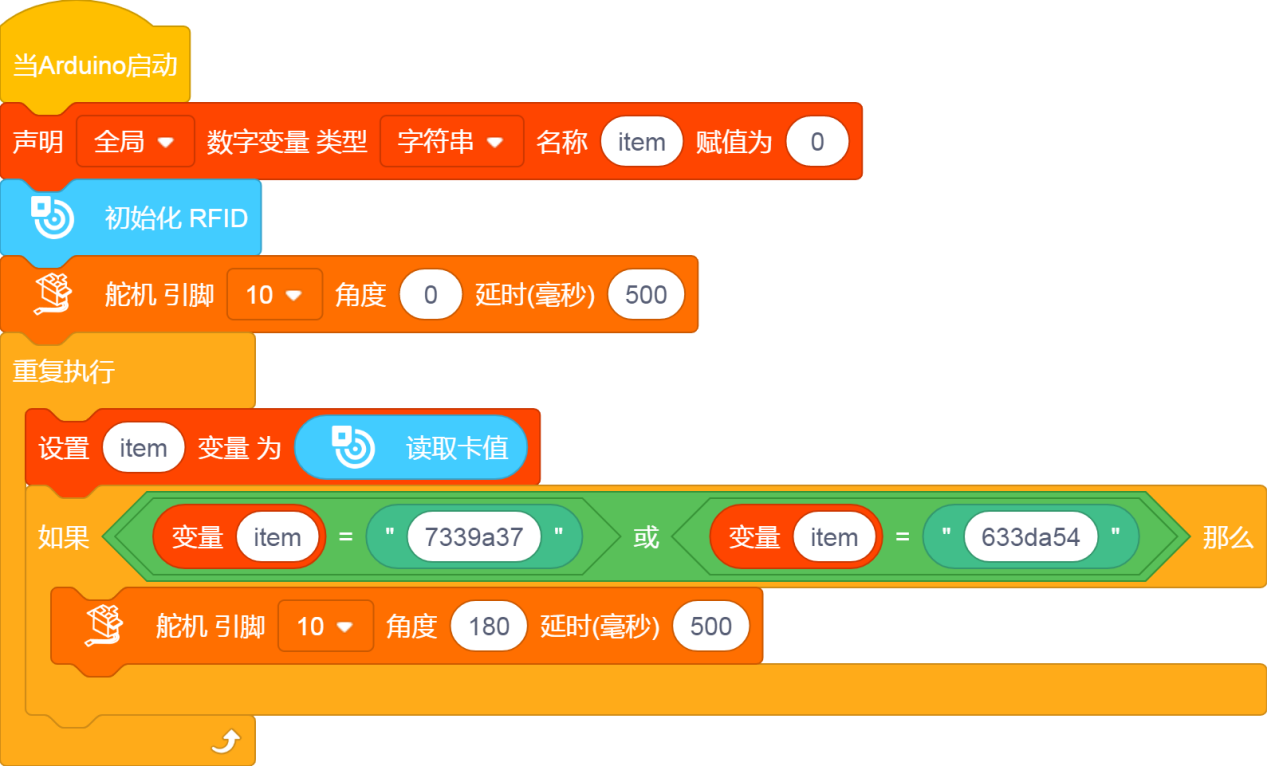 当Arduino启动
声明 全局 数字变量 类型 字符串 名称 item 赋值为 0
初始化 RFID
舵机 引脚 10 角度 0 延时(毫秒) 500
重复执行
设置 item 变量 为 读取卡值
如果 变量 item = " 7339a37 " 或 变量 item = " 633da54 " 那么
舵机 引脚 10 角度 180 延时(毫秒) 500